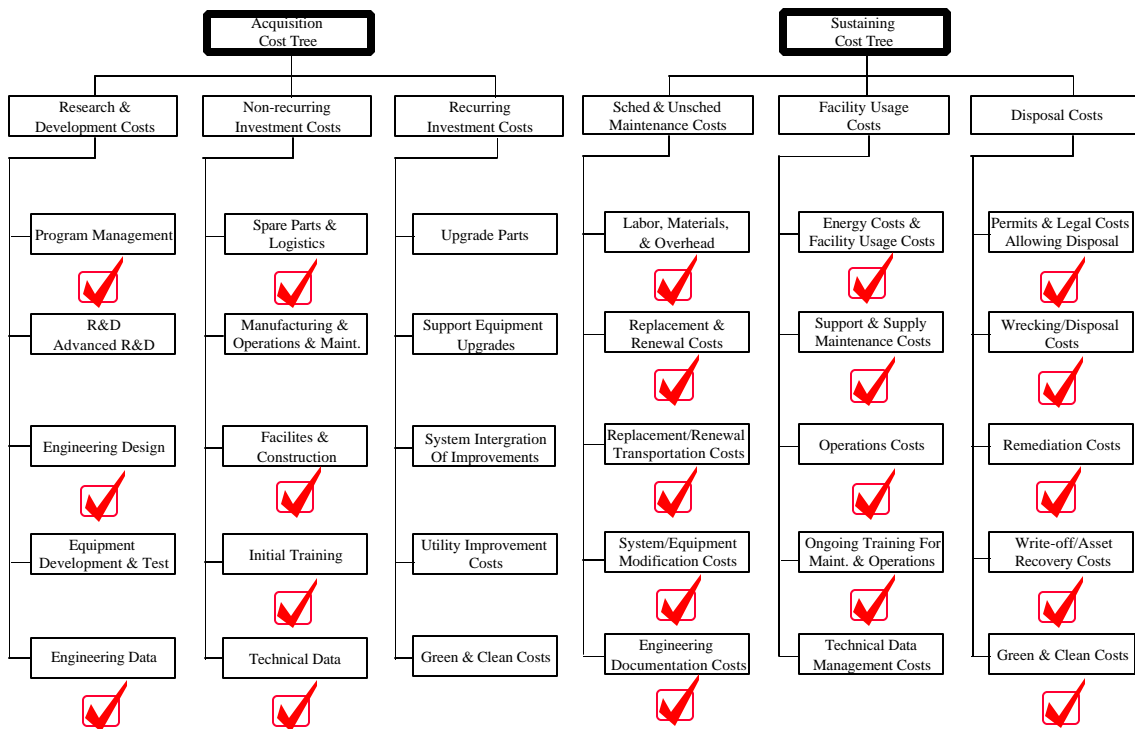 Acquisition
Cost Tree
Sustaining
Cost Tree
Research &
Development Costs
Non-recurring
Investment Costs
Recurring
Investment Costs
Sched & Unsched
Maintenance Costs
Facility Usage
Costs
Disposal Costs
Program Management
Spare Parts &
Logistics
Upgrade Parts
Labor, Materials,
& Overhead
Energy Costs &
Facility Usage Costs
Permits & Legal Costs
Allowing Disposal
R&D
Advanced R&D
Manufacturing &
Operations & Maint.
Support Equipment
Upgrades
Replacement &
Renewal Costs
Support & Supply
Maintenance Costs
Wrecking/Disposal
Costs
Engineering Design
Facilites &
Construction
System Intergration
Of Improvements
Replacement/Renewal
Transportation Costs
Operations Costs
Remediation Costs
Equipment
Development & Test
Initial Training
Utility Improvement
Costs
System/Equipment
Modification Costs
Ongoing Training For
Maint. & Operations
Write-off/Asset
Recovery Costs
Engineering Data
Technical Data
Green & Clean Costs
Engineering
Documentation Costs
Technical Data
Management Costs
Green & Clean Costs